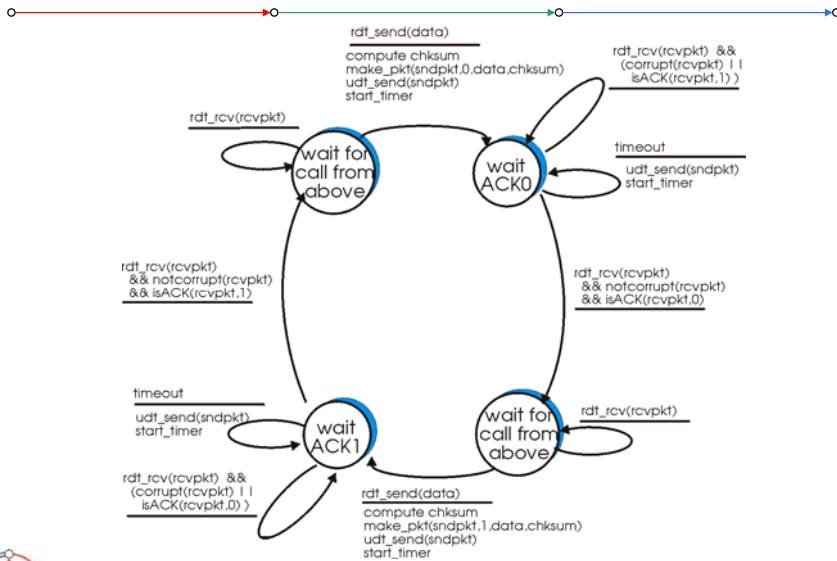 rdt_send(data)
compute chksum
make_pkt(sndpkt,0,data,chksum)
udt_send(sndpkt)
start_timer
rdt_rcv(rcvpkt) &&
(corrupt(rcvpkt) ||
isACK(rcvpkt,1) )
rdt_rcv(rcvpkt)
wait for
call from
above
wait
ACK0
timeout
udt_send(sndpkt)
start_timer
rdt_rcv(rcvpkt)
&& notcorrupt(rcvpkt)
&& isACK(rcvpkt,1)
rdt_rcv(rcvpkt)
&& notcorrupt(rcvpkt)
&& isACK(rcvpkt,0)
timeout
udt_send(sndpkt)
start_timer
wait
ACK1
wait for
call from
above
rdt_rcv(rcvpkt)
rdt_rcv(rcvpkt) &&
(corrupt(rcvpkt) ||
isACK(rcvpkt,0) )
rdt_send(data)
compute chksum
make_pkt(sndpkt,1,data,chksum)
udt_send(sndpkt)
start_timer